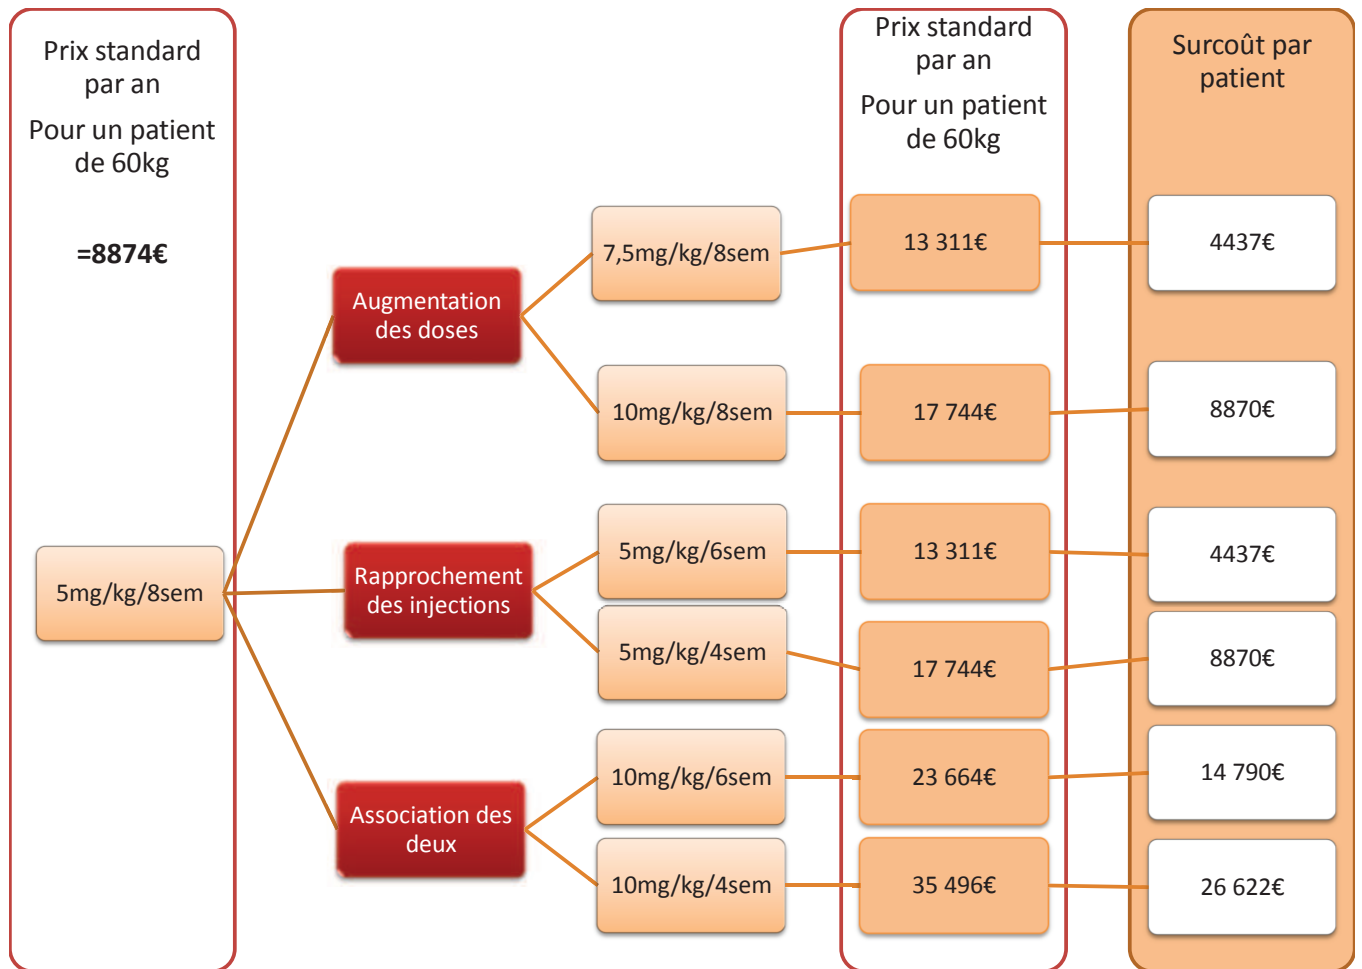 Prix standard
par an
Pour un patient
de 60kg
=8874€
5mg/kg/8sem
Augmentation
des doses
Rapprochement
des injections
Association des
deux
7,5mg/kg/8sem
10mg/kg/8sem
5mg/kg/6sem
5mg/kg/4sem
10mg/kg/6sem
10mg/kg/4sem
Prix standard
par an
Pour un patient
de 60kg
13 311€
17 744€
13 311€
17 744€
23 664€
35 496€
Surcoût par
patient
4437€
8870€
4437€
8870€
14 790€
26 622€